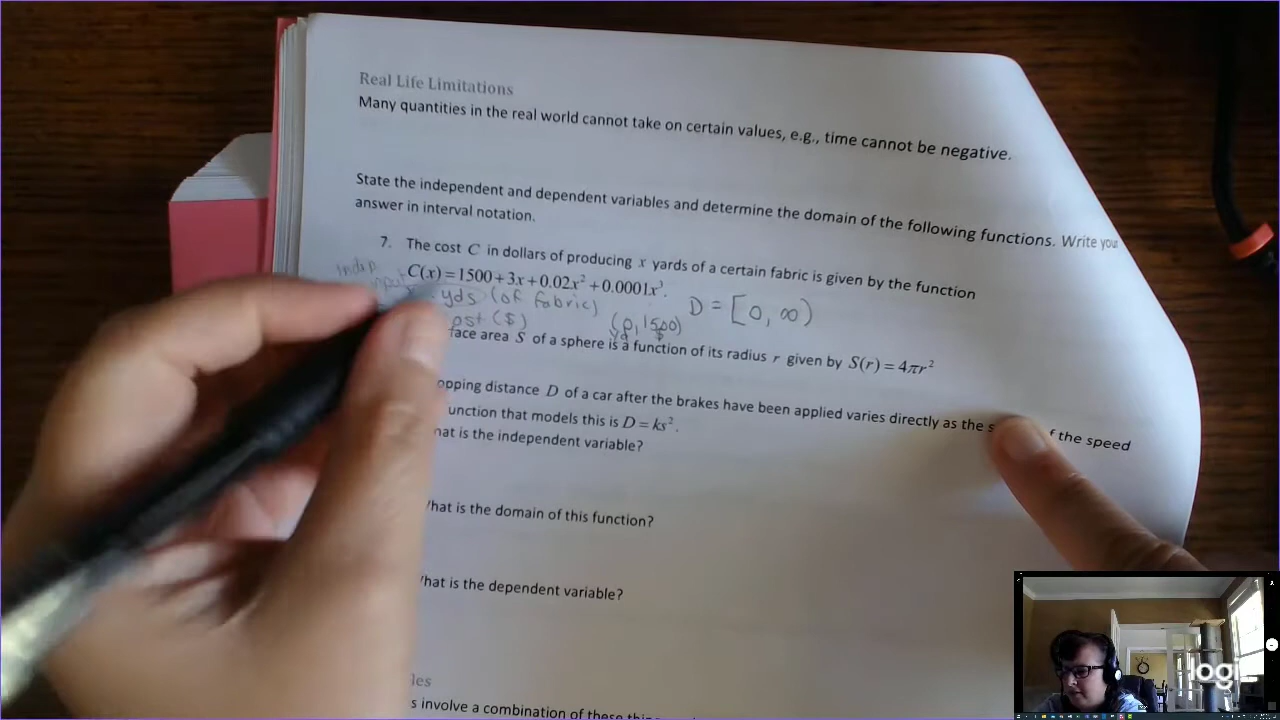 Real Life Limitations
Many quantities in the real world cannot take on certain values, e.g., time cannot be negative.
State the independent and dependent variables and determine the domain of the following functions. Write your
answer in interval notation.
7. The cost C in dollars of producing x yards of a certain fabric is given by the function
indep
C(x) = 1500 + 3x + 0.02x² + 0.0001x³.
input
yds (of fabric)
D = [0, ∞)
ost ($)
(0, 1500)
yd $
face area S of a sphere is a function of its radius r given by S(r) = 4πr²
opping distance D of a car after the brakes have been applied varies directly as the s f the speed
unction that models this is D = ks².
hat is the independent variable?
hat is the domain of this function?
hat is the dependent variable?
les
s involve a combination of these
logi